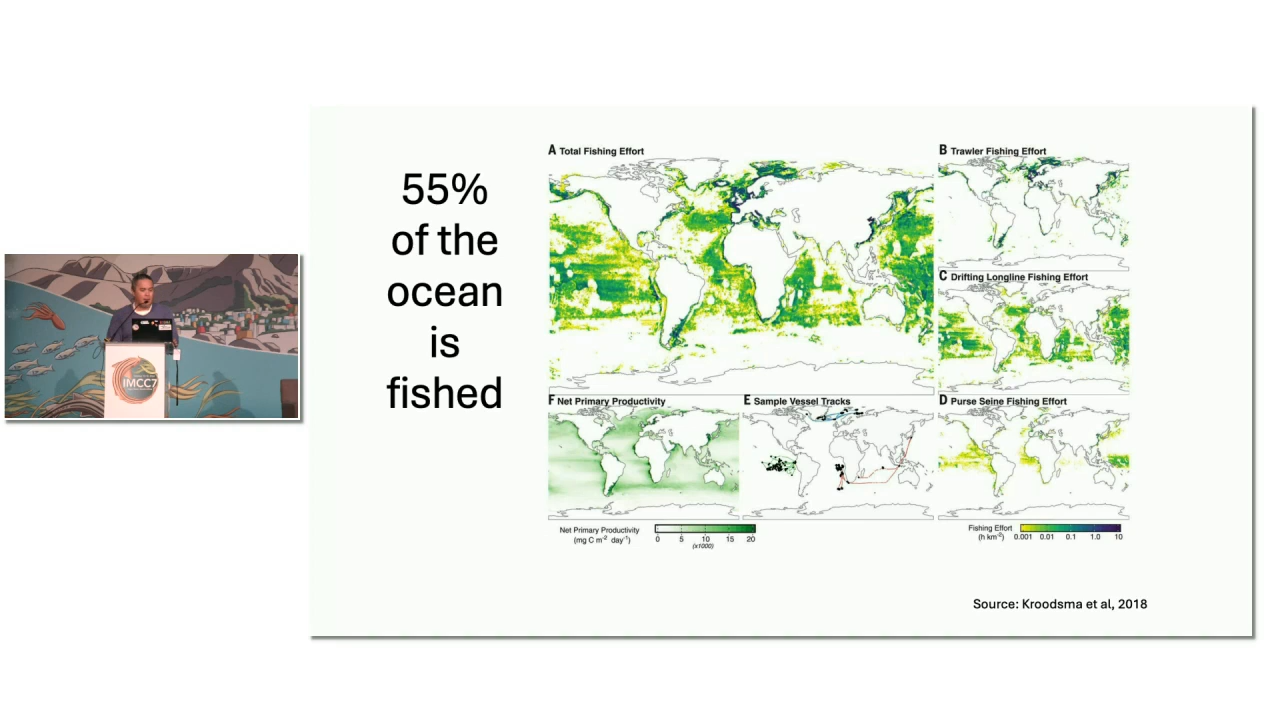 55%
of the
ocean
is
fished
A Total Fishing Effort
B Trawler Fishing Effort
C Drifting Longline Fishing Effort
F Net Primary Productivity
E Sample Vessel Tracks
D Purse Seine Fishing Effort
Net Primary Productivity
(mg C m⁻² day⁻¹)
0 5 10 15 20
(x1000)
Fishing Effort
(h km⁻²)
0.001 0.01 0.1 1.0 10
Source: Kroodsma et al, 2018
IMCC7